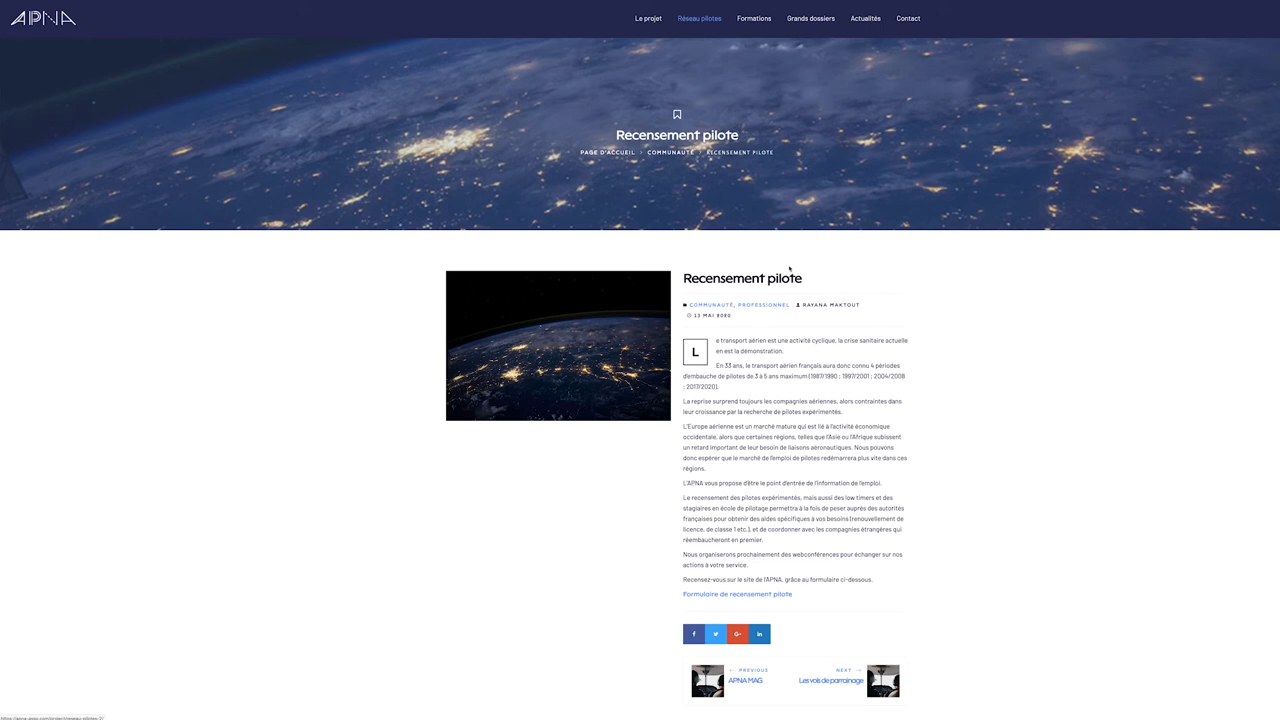 APNA
Le projet
Réseau pilotes
Formations
Grands dossiers
Actualités
Contact
Recensement pilote
PAGE D'ACCUEIL > COMMUNAUTÉ > RECENSEMENT PILOTE
Recensement pilote
COMMUNAUTÉ, PROFESSIONNEL RAYANA MAKTOUT
13 MAI 2020
Le transport aérien est une activité cyclique, la crise sanitaire actuelle
en est la démonstration.
En 33 ans, le transport aérien français aura donc connu 4 périodes
d'embauche de pilotes de 3 à 5 ans maximum (1987/1990 ; 1997/2001 ; 2004/2008
; 2017/2020).
La reprise surprend toujours les compagnies aériennes, alors contraintes dans
leur croissance par la recherche de pilotes expérimentés.
L'Europe aérienne est un marché mature qui est lié à l'activité économique
occidentale, alors que certaines régions, telles que l'Asie ou l'Afrique subissent
un retard important de leur besoin de liaisons aéronautiques. Nous pouvons
donc espérer que le marché de l'emploi de pilotes redémarrera plus vite dans ces
régions.
L'APNA vous propose d'être le point d'entrée de l'information de l'emploi.
Le recensement des pilotes expérimentés, mais aussi des low timers et des
stagiaires en école de pilotage permettra à la fois de peser auprès des autorités
françaises pour obtenir des aides spécifiques à vos besoins (renouvellement de
licence, de classe 1 etc.), et de coordonner avec les compagnies étrangères qui
réembaucheront en premier.
Nous organiserons prochainement des webconférences pour échanger sur nos
actions à votre service.
Recensez-vous sur le site de l'APNA, grâce au formulaire ci-dessous.
Formulaire de recensement pilote
f
G+
in
← PREVIOUS
APNA MAG
NEXT →
Les vols de parrainage